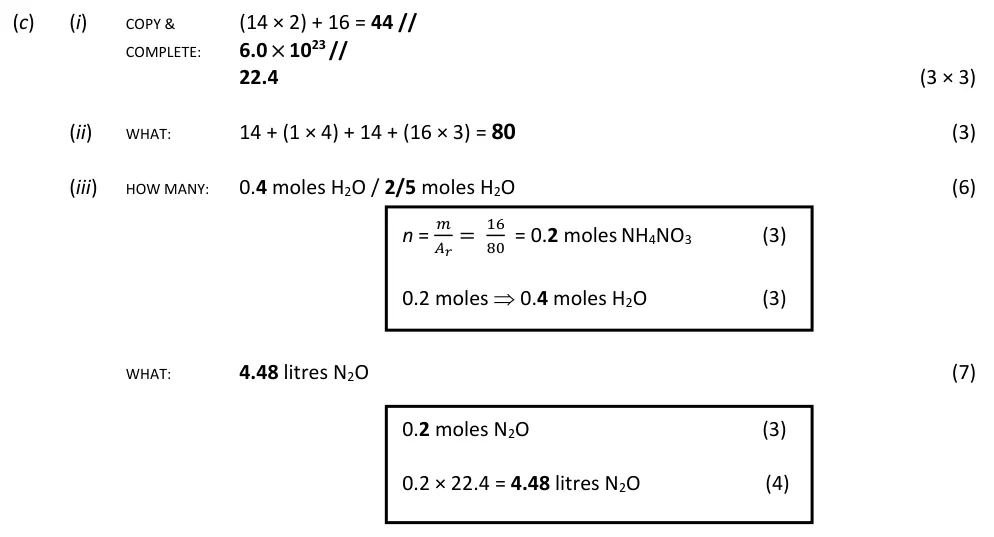 (c) (i) COPY & (14 × 2) + 16 = 44 //
COMPLETE: 6.0 × 10²³ //
22.4 (3 × 3)
(ii) WHAT: 14 + (1 × 4) + 14 + (16 × 3) = 80 (3)
(iii) HOW MANY: 0.4 moles H₂O / 2/5 moles H₂O (6)
n = m/Aᵣ = 16/80 = 0.2 moles NH₄NO₃ (3)
0.2 moles ⇒ 0.4 moles H₂O (3)
WHAT: 4.48 litres N₂O (7)
0.2 moles N₂O (3)
0.2 × 22.4 = 4.48 litres N₂O (4)